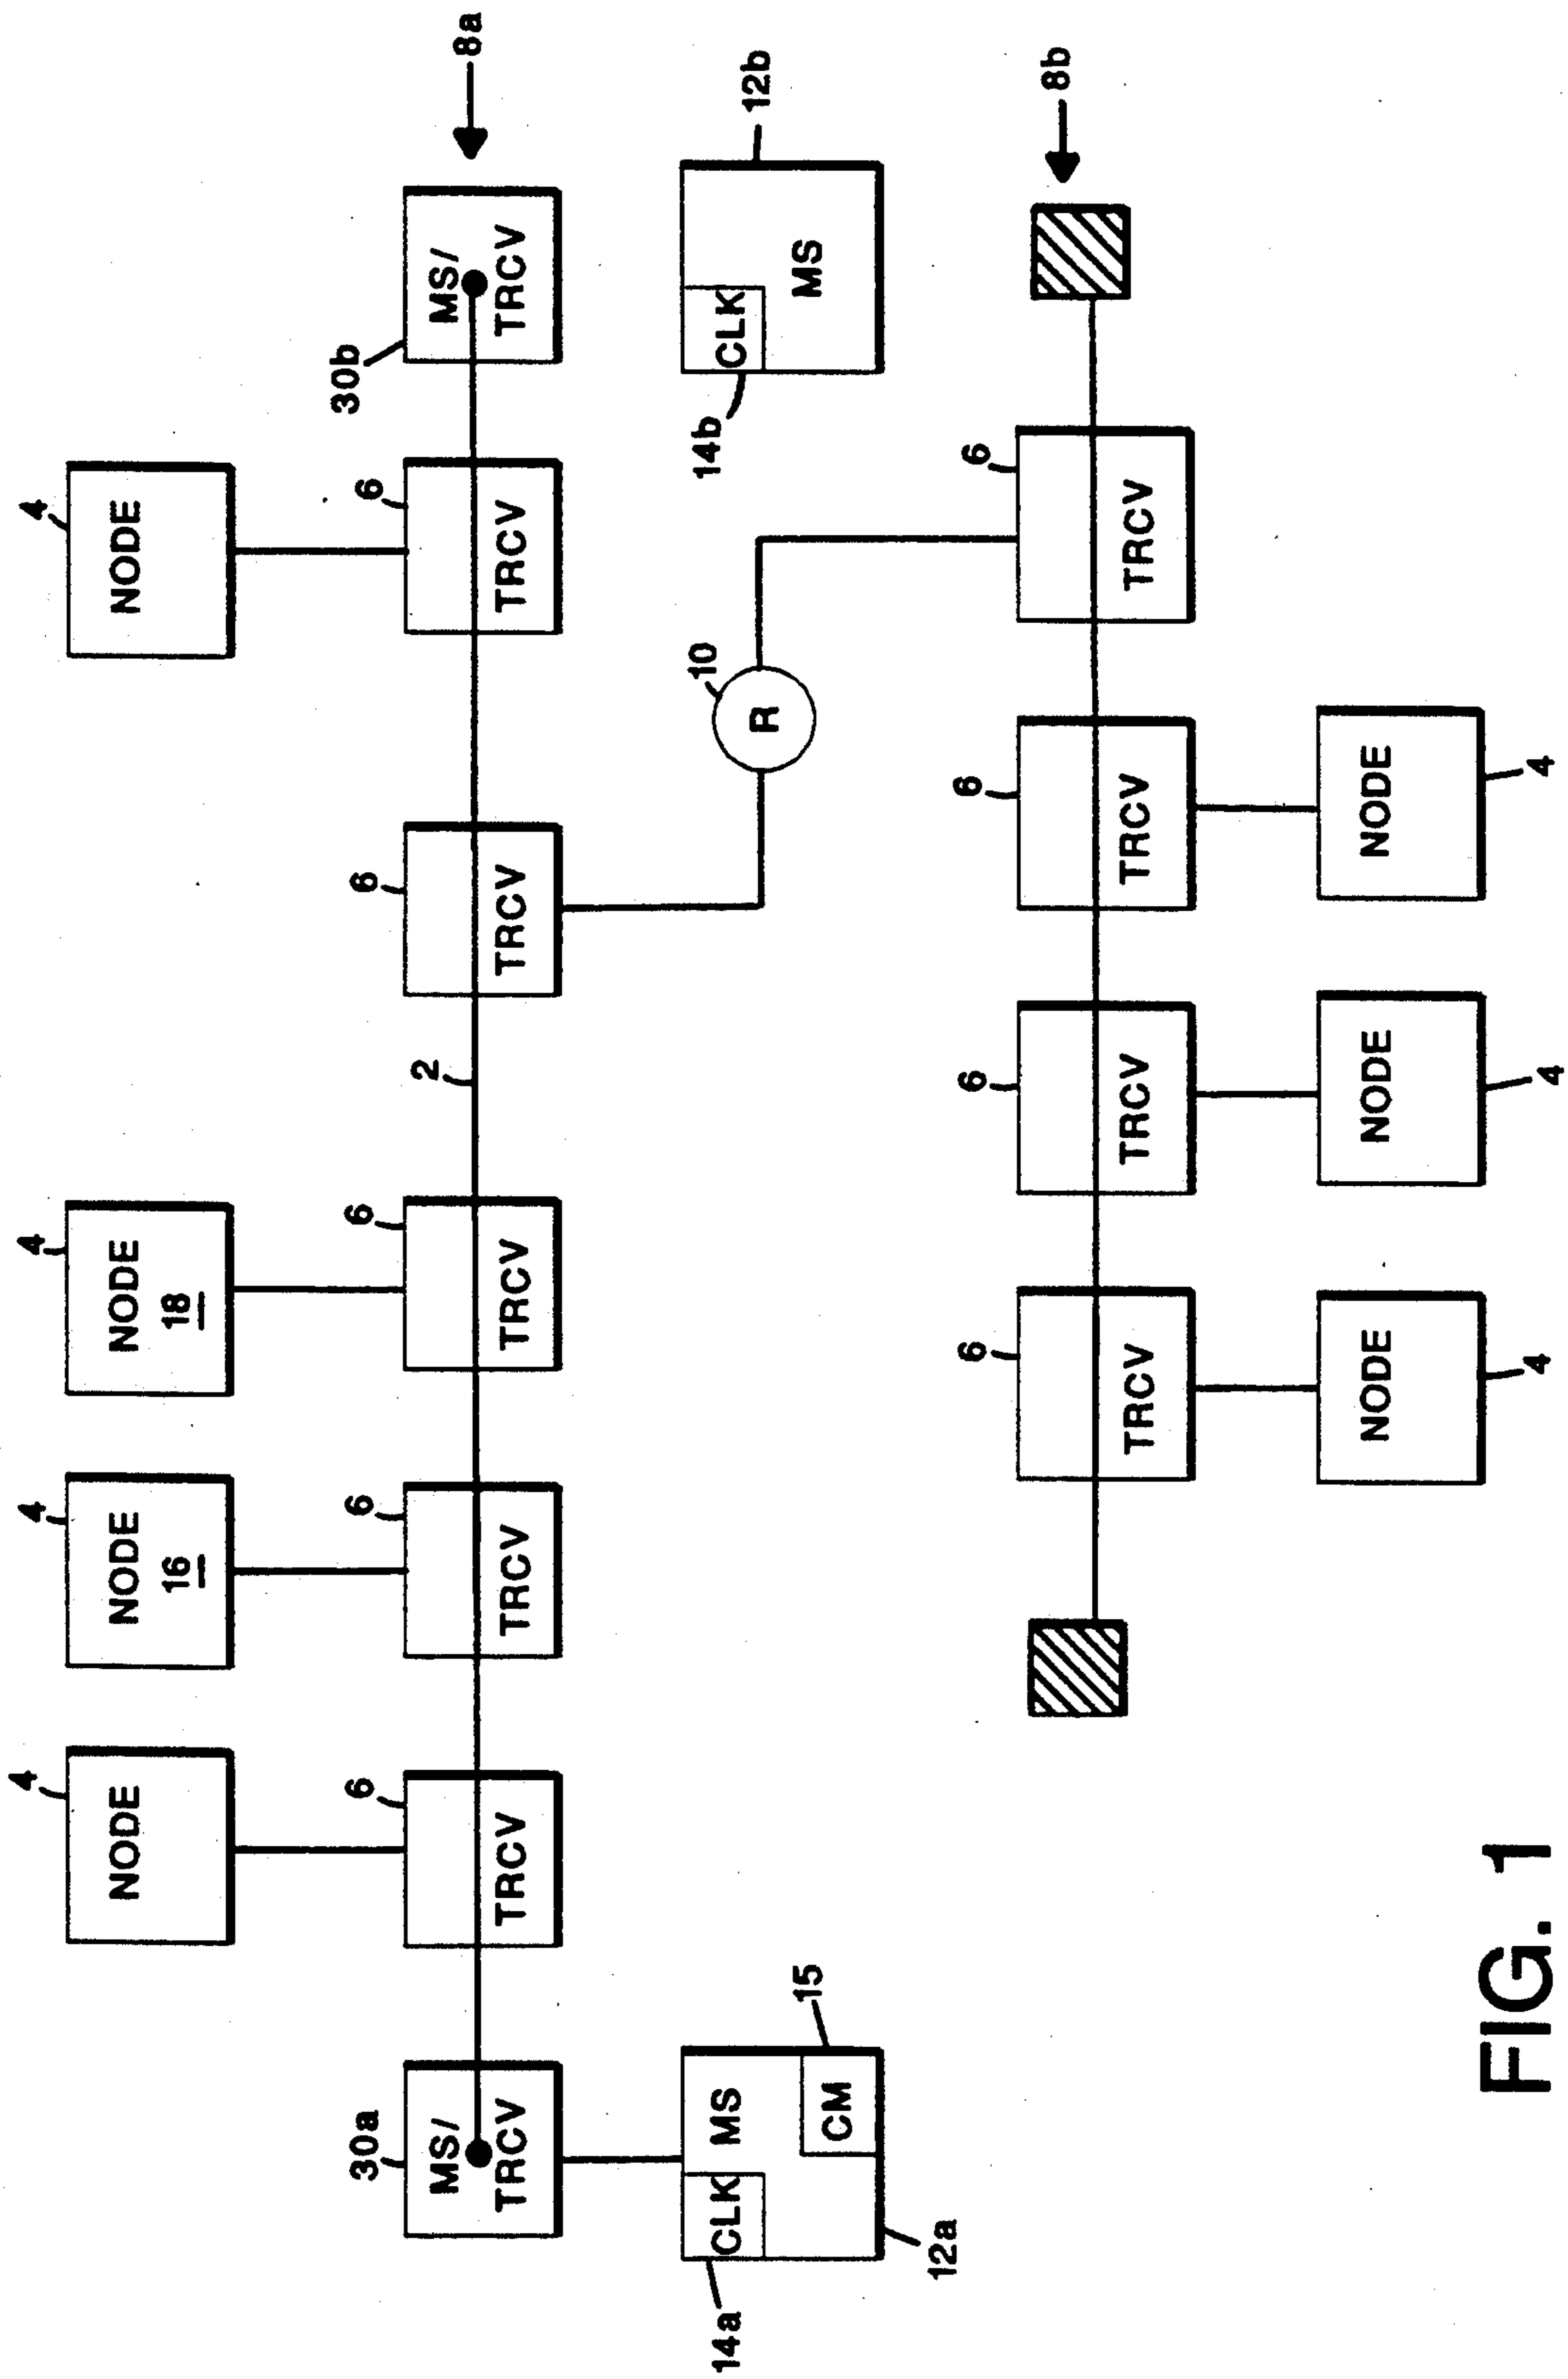 4
NODE
4
NODE
16
4
NODE
18
4
NODE
30a
MS/
TRCV
6
TRCV
6
TRCV
6
TRCV
2
6
TRCV
6
TRCV
30b
MS/
TRCV
8a
14a
CLK
MS
CM
15
12a
10
R
14b
CLK
MS
12b
8b
6
TRCV
6
TRCV
6
TRCV
6
TRCV
NODE
4
NODE
4
NODE
4
FIG. 1